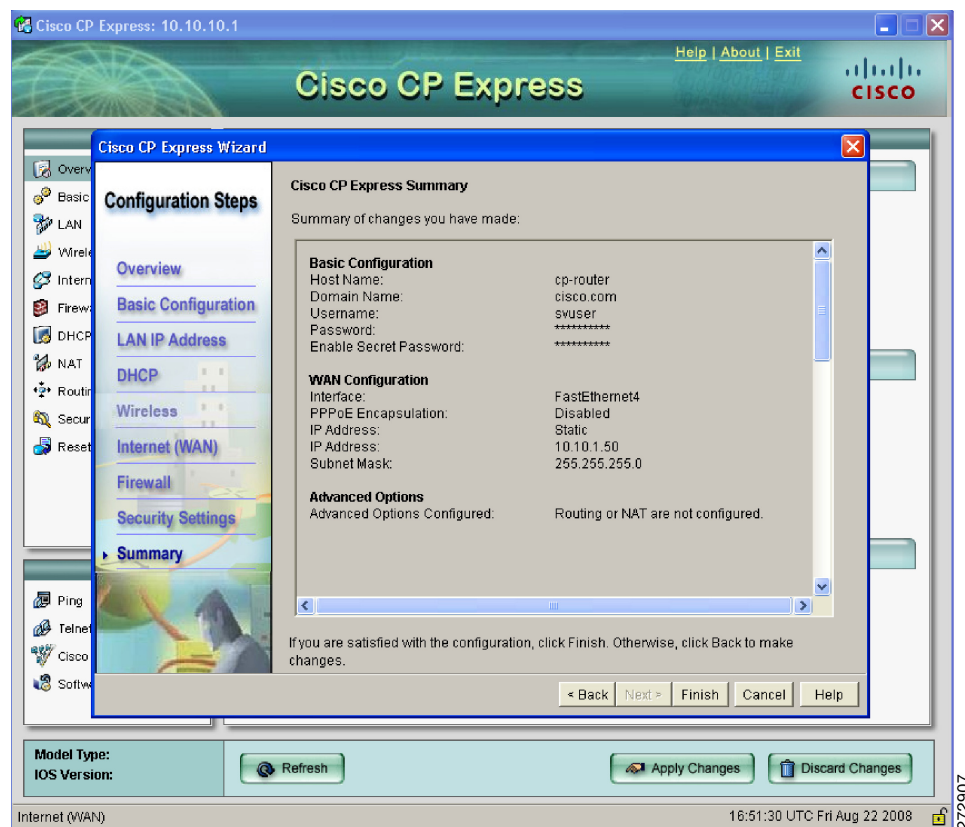 Cisco CP Express: 10.10.10.1
Help | About | Exit
Cisco CP Express
CISCO
Cisco CP Express Wizard
Overv
Basic
LAN
Wirele
Intern
Firewa
DHCP
NAT
Routin
Secur
Reset
Ping
Telnet
Cisco
Softwa
Configuration Steps
Overview
Basic Configuration
LAN IP Address
DHCP
Wireless
Internet (WAN)
Firewall
Security Settings
Summary
Cisco CP Express Summary
Summary of changes you have made:
Basic Configuration
Host Name: cp-router
Domain Name: cisco.com
Username: svuser
Password: **********
Enable Secret Password: **********
WAN Configuration
Interface: FastEthernet4
PPPoE Encapsulation: Disabled
IP Address: Static
IP Address: 10.10.1.50
Subnet Mask: 255.255.255.0
Advanced Options
Advanced Options Configured: Routing or NAT are not configured.
If you are satisfied with the configuration, click Finish. Otherwise, click Back to make
changes.
< Back Next > Finish Cancel Help
Model Type:
IOS Version:
Refresh Apply Changes Discard Changes
Internet (WAN) 16:51:30 UTC Fri Aug 22 2008
272907